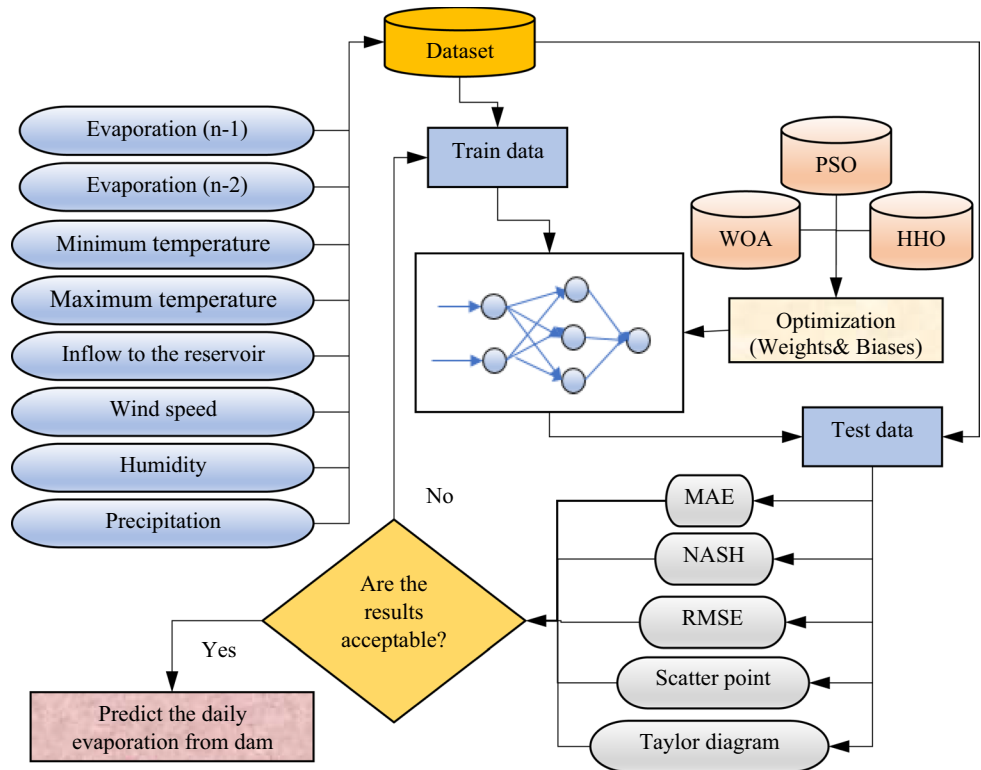 Dataset
Evaporation (n-1)
Evaporation (n-2)
Minimum temperature
Maximum temperature
Inflow to the reservoir
Wind speed
Humidity
Precipitation
Train data
PSO
WOA
HHO
Optimization
(Weights& Biases)
Test data
MAE
NASH
RMSE
Scatter point
Taylor diagram
No
Are the
results
acceptable?
Yes
Predict the daily
evaporation from dam